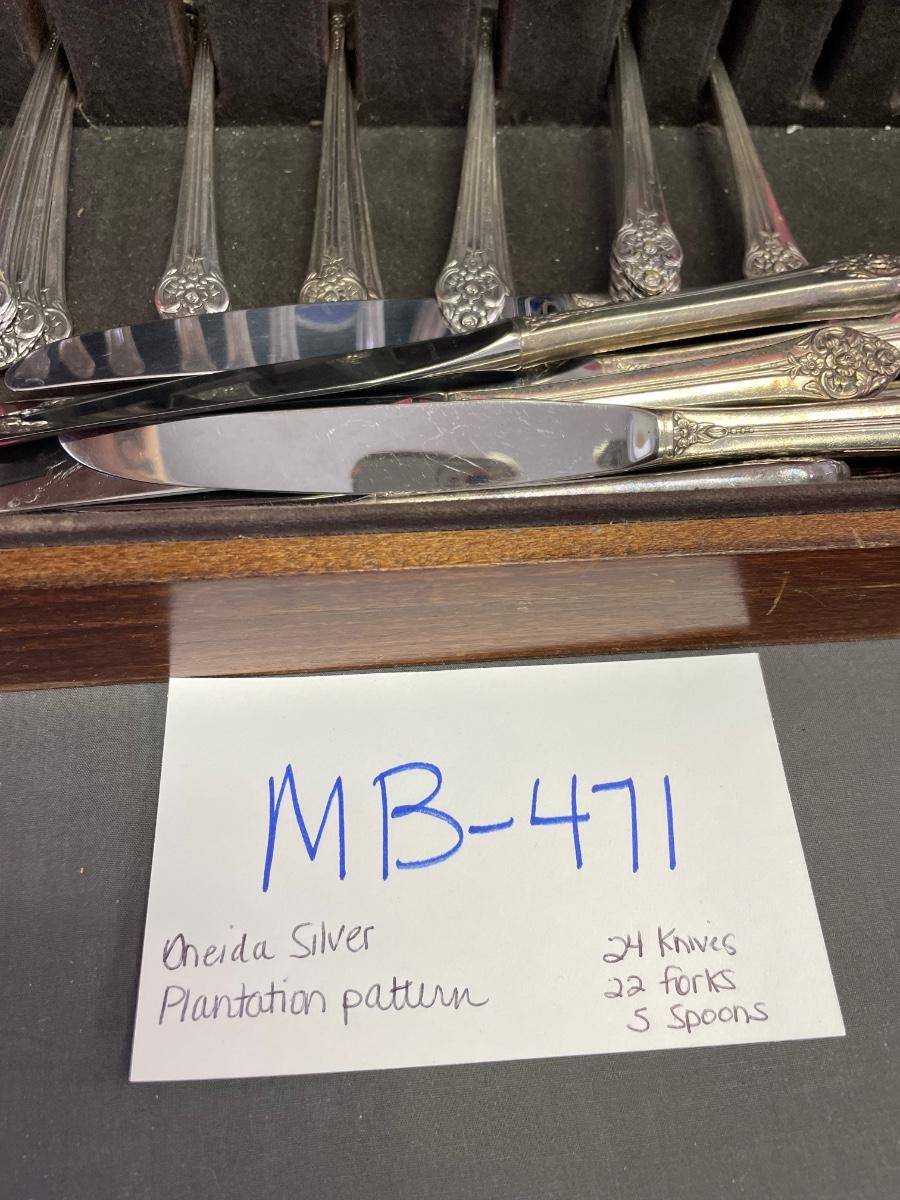 MB-471
Oneida Silver
Plantation pattern
24 Knives
22 forks
5 Spoons